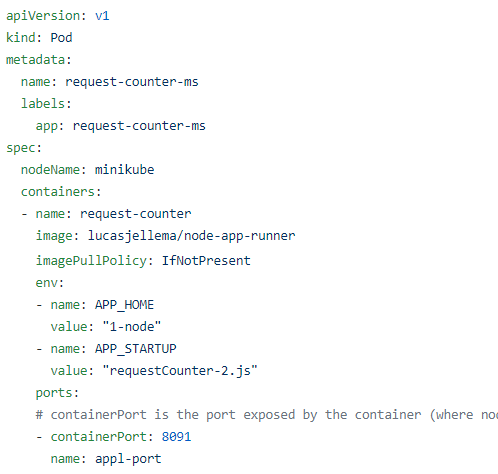 apiVersion: v1
kind: Pod
metadata:
  name: request-counter-ms
  labels:
    app: request-counter-ms
spec:
  nodeName: minikube
  containers:
  - name: request-counter
    image: lucasjellema/node-app-runner
    imagePullPolicy: IfNotPresent
    env:
    - name: APP_HOME
      value: "1-node"
    - name: APP_STARTUP
      value: "requestCounter-2.js"
    ports:
    # containerPort is the port exposed by the container (where nod
    - containerPort: 8091
      name: appl-port